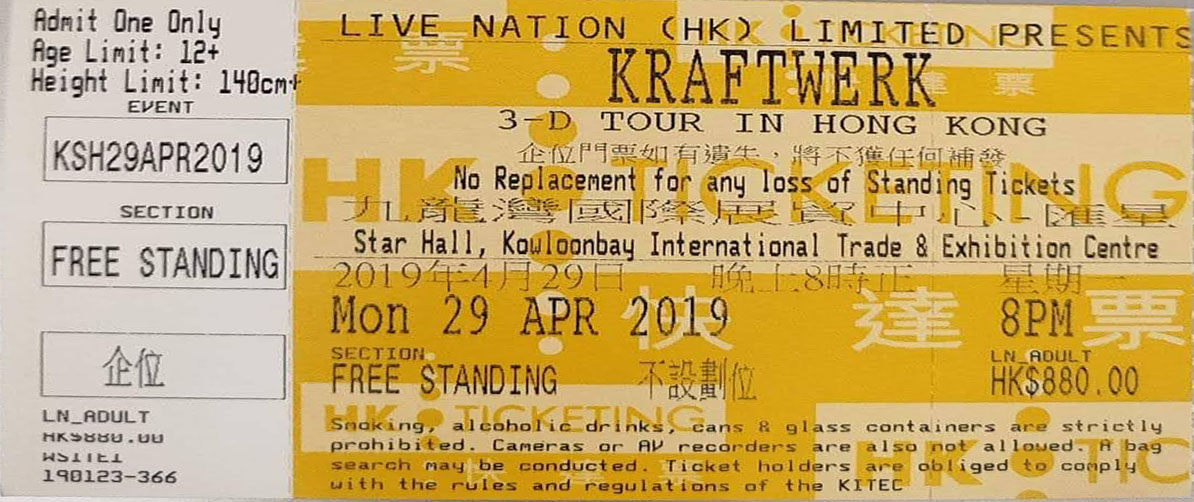 Admit One Only
Age Limit: 12+
Height Limit: 140cm+
EVENT
KSH29APR2019
SECTION
FREE STANDING
企位
LN_ADULT
HK$880.00
190123-366
LIVE NATION (HK) LIMITED PRESENTS
KRAFTWERK
3-D TOUR IN HONG KONG
企位門票如有遺失，將不獲任何補發
No Replacement for any loss of Standing Tickets
九龍灣國際展貿中心-匯星
Star Hall, Kowloonbay International Trade & Exhibition Centre
2019年4月29日 晚上8時正 星期一
Mon 29 APR 2019 8PM
SECTION LN_ADULT
FREE STANDING 不設劃位 HK$880.00
Smoking, alcoholic drinks, cans & glass containers are strictly
prohibited. Cameras or AV recorders are also not allowed. A bag
search may be conducted. Ticket holders are obliged to comply
with the rules and regulations of the KITEC
HK TICKETING
快達票
HK TICKETING